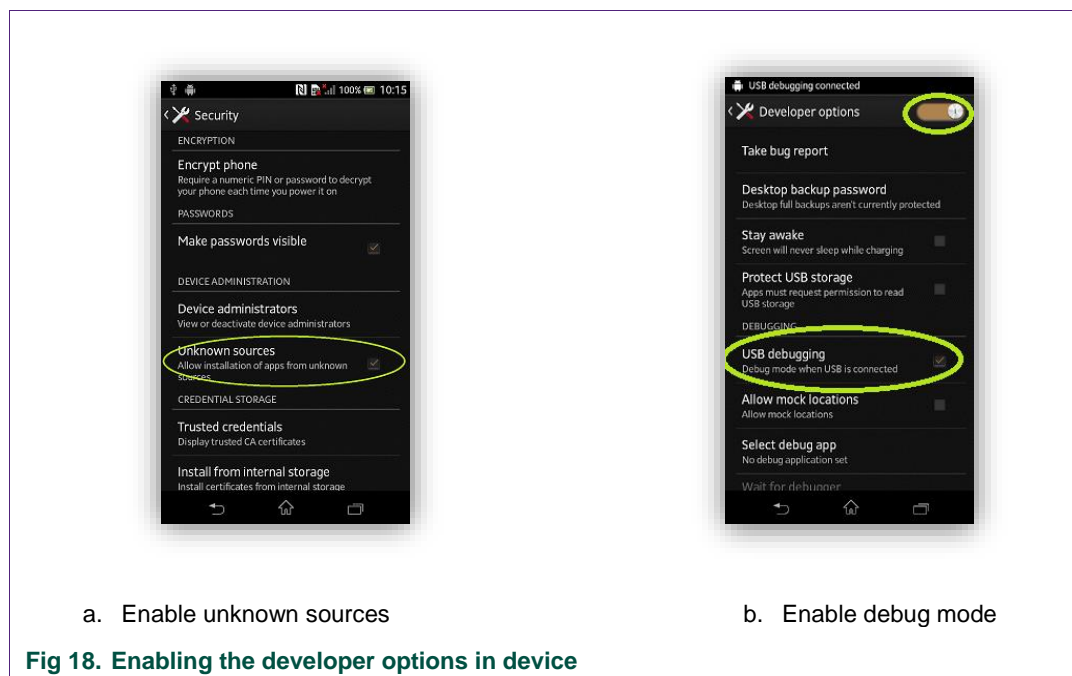 100% 10:15
Security
ENCRYPTION
Encrypt phone
Require a numeric PIN or password to decrypt
your phone each time you power it on
PASSWORDS
Make passwords visible
DEVICE ADMINISTRATION
Device administrators
View or deactivate device administrators
Unknown sources
Allow installation of apps from unknown
sources
CREDENTIAL STORAGE
Trusted credentials
Display trusted CA certificates
Install from internal storage
Install certificates from internal storage
USB debugging connected
Developer options
Take bug report
Desktop backup password
Desktop full backups aren't currently protected
Stay awake
Screen will never sleep while charging
Protect USB storage
Apps must request permission to read
USB storage
DEBUGGING
USB debugging
Debug mode when USB is connected
Allow mock locations
Allow mock locations
Select debug app
No debug application set
Wait for debugger
a. Enable unknown sources
b. Enable debug mode
Fig 18. Enabling the developer options in device